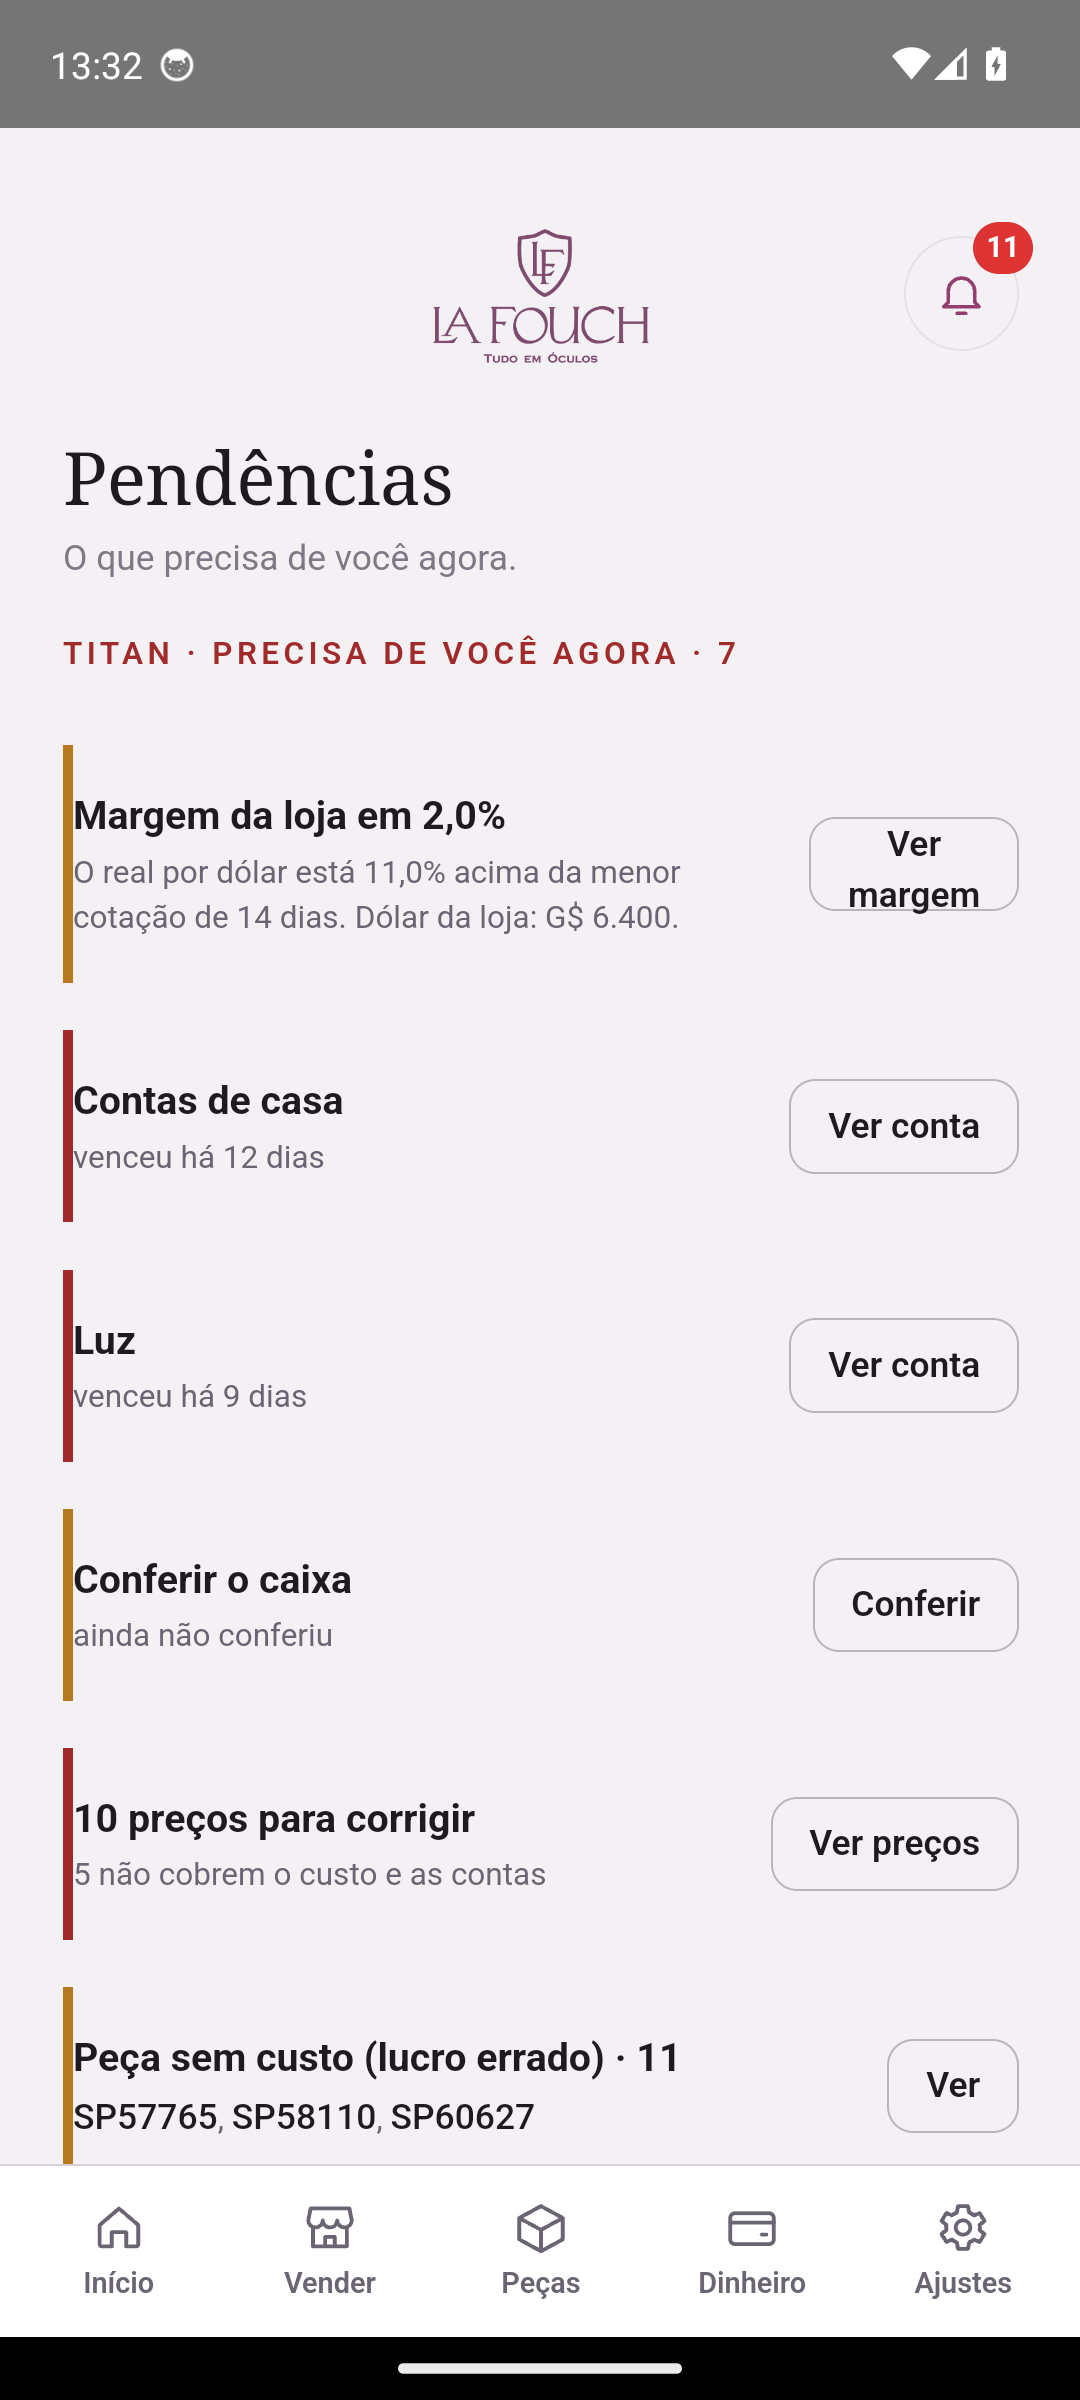 13:32
11
LF
LA FOUCH
TUDO EM ÓCULOS
Pendências
O que precisa de você agora.
TITAN · PRECISA DE VOCÊ AGORA · 7
Margem da loja em 2,0%
O real por dólar está 11,0% acima da menor
cotação de 14 dias. Dólar da loja: G$ 6.400.
Ver
margem
Contas de casa
venceu há 12 dias
Ver conta
Luz
venceu há 9 dias
Ver conta
Conferir o caixa
ainda não conferiu
Conferir
10 preços para corrigir
5 não cobrem o custo e as contas
Ver preços
Peça sem custo (lucro errado) · 11
SP57765, SP58110, SP60627
Ver
Início
Vender
Peças
Dinheiro
Ajustes